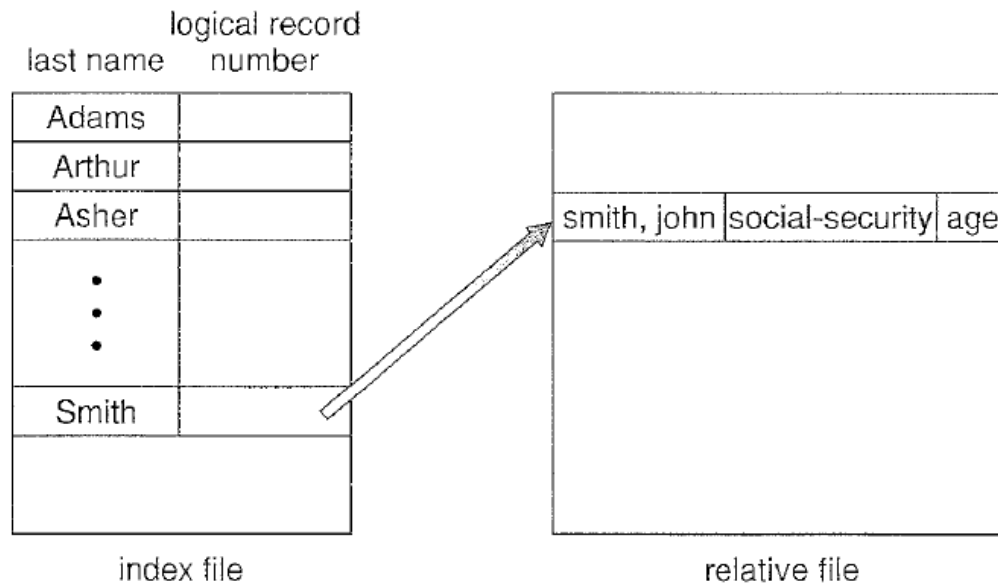 logical record
last name number
Adams
Arthur
Asher
Smith
smith, john social-security age
index file
relative file